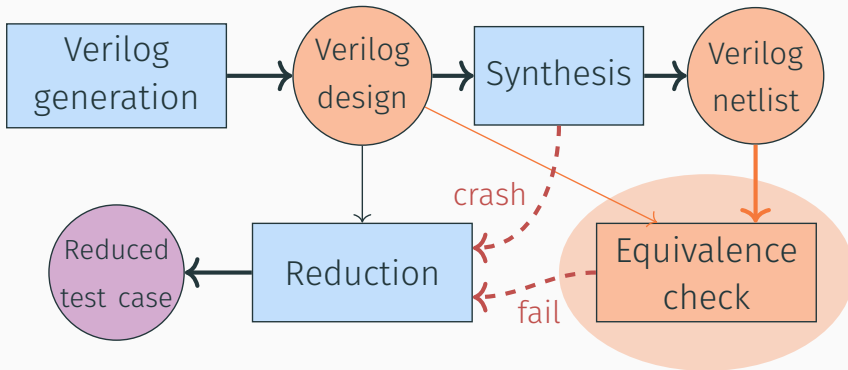 Verilog
generation
Verilog
design
Synthesis
Verilog
netlist
crash
Reduced
test case
Reduction
fail
Equivalence
check